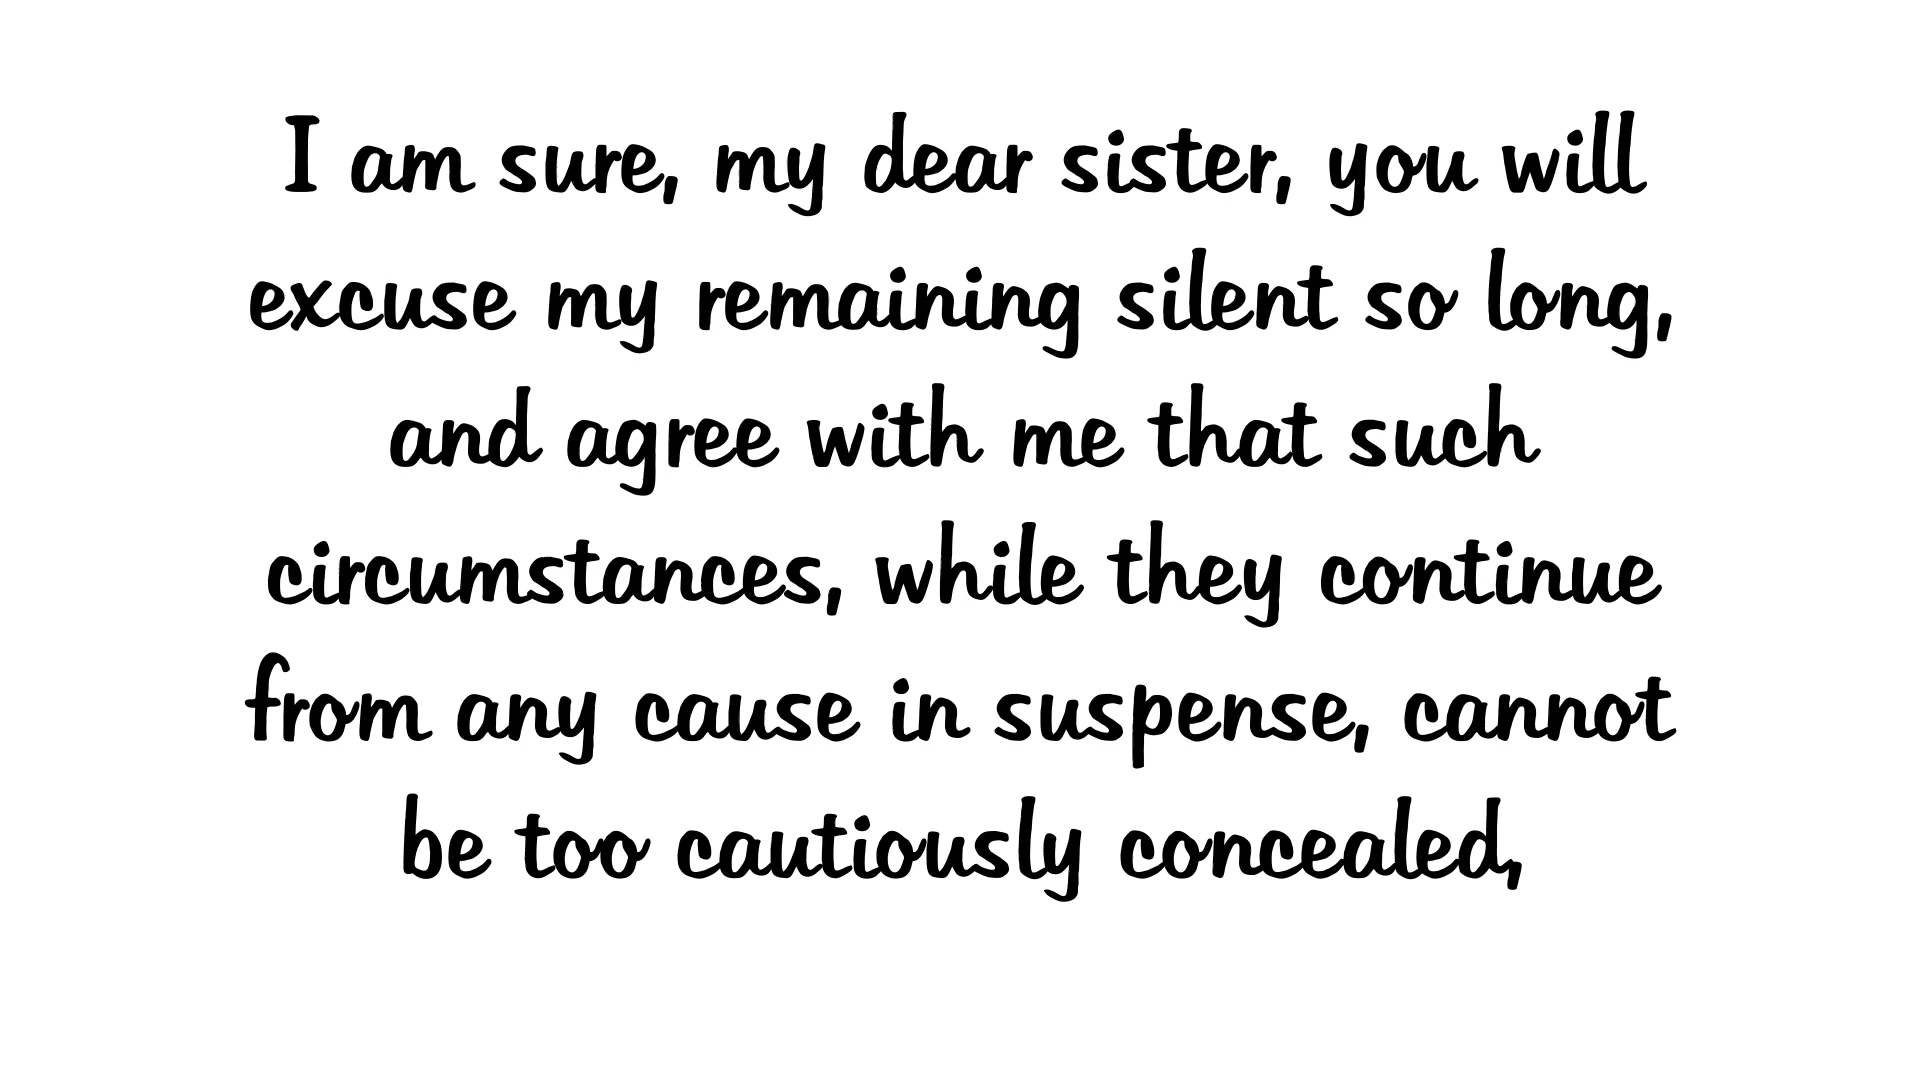 I am sure, my dear sister, you will
excuse my remaining silent so long,
and agree with me that such
circumstances, while they continue
from any cause in suspense, cannot
be too cautiously concealed,